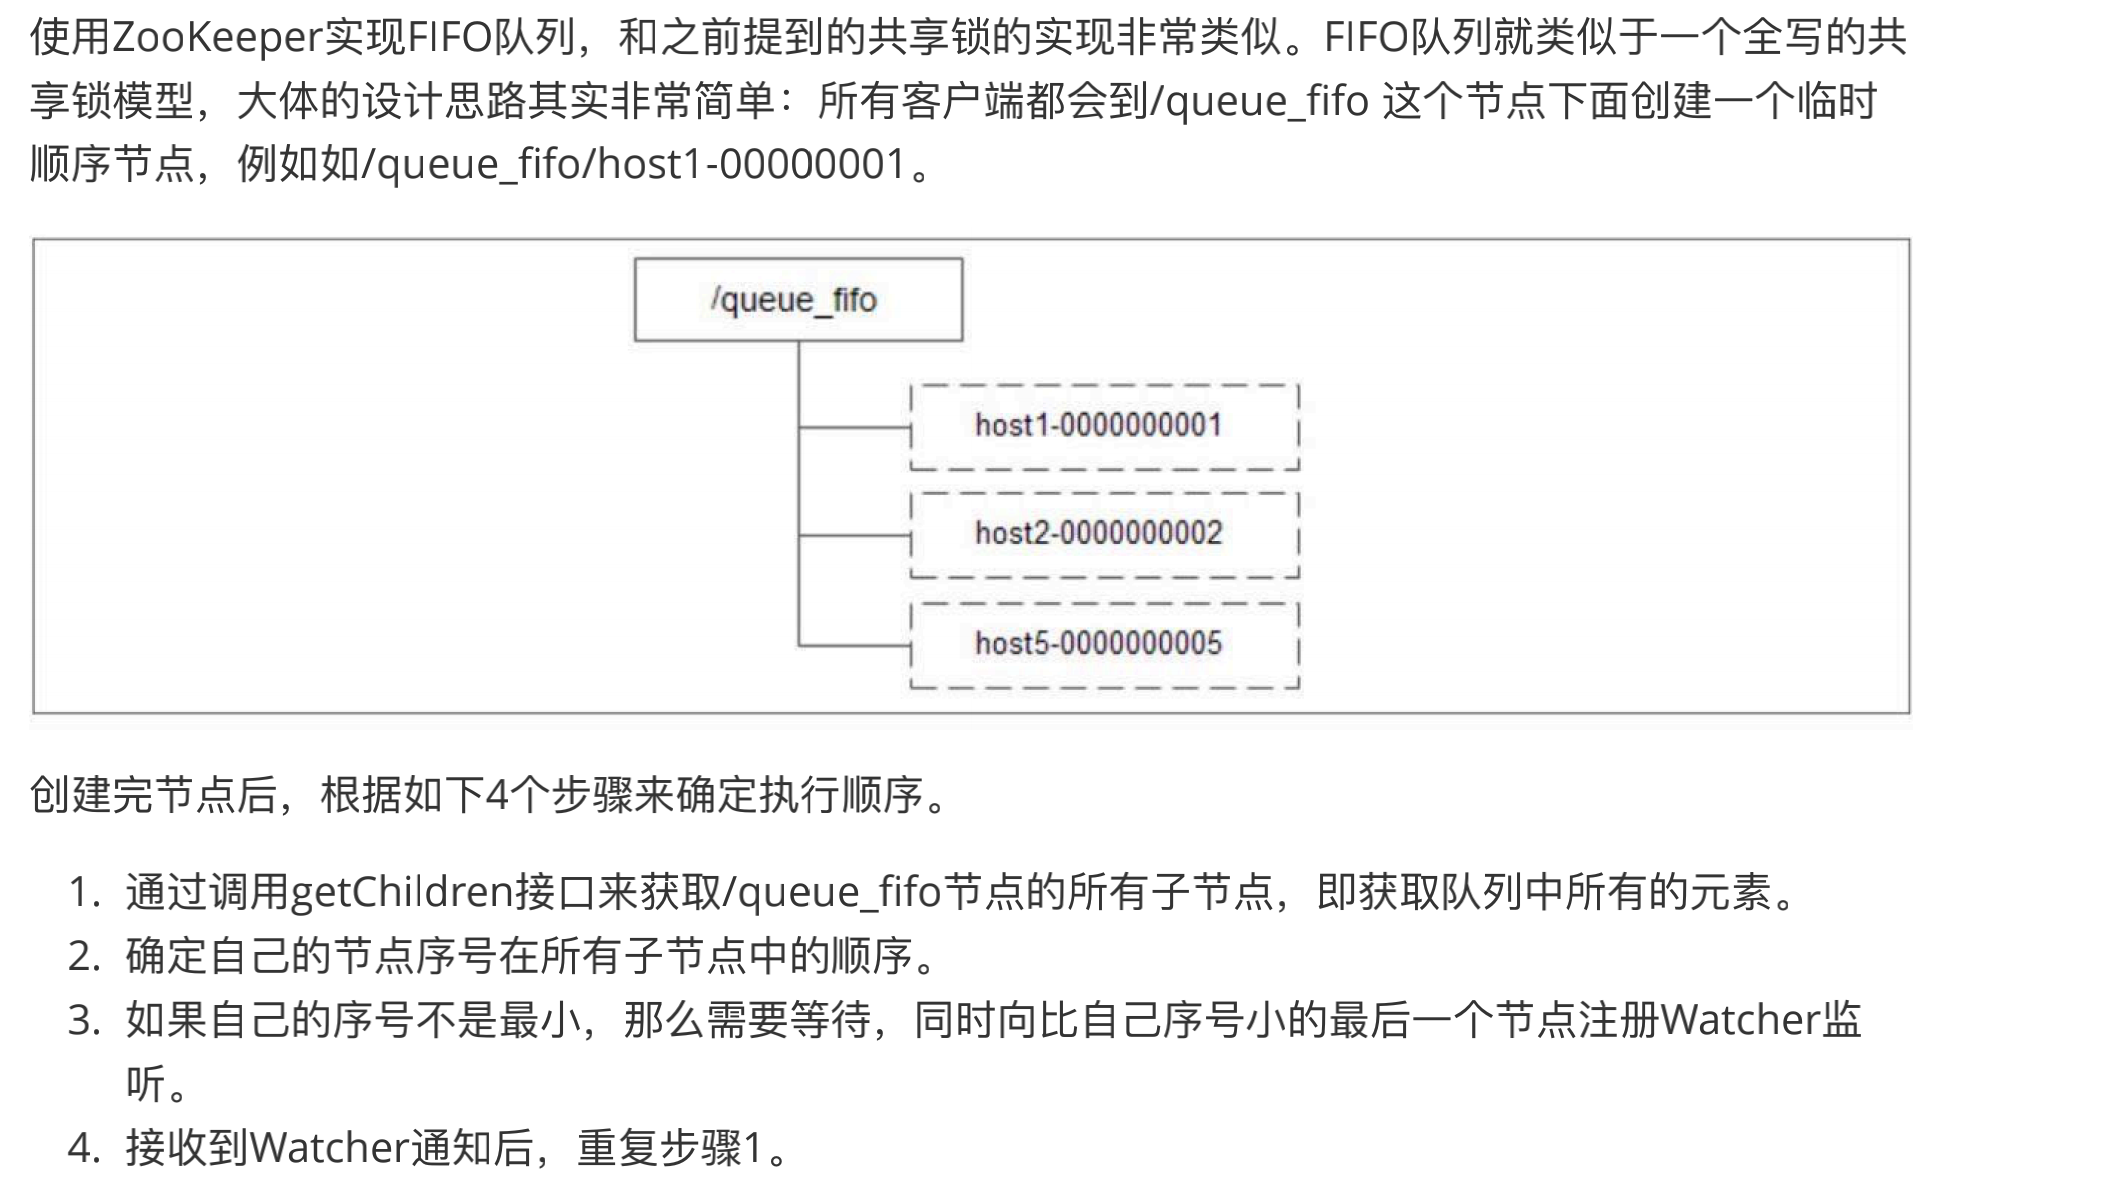 使用ZooKeeper实现FIFO队列，和之前提到的共享锁的实现非常类似。FIFO队列就类似于一个全写的共
享锁模型，大体的设计思路其实非常简单：所有客户端都会到/queue_fifo 这个节点下面创建一个临时
顺序节点，例如如/queue_fifo/host1-00000001。
/queue_fifo
host1-0000000001
host2-0000000002
host5-0000000005
创建完节点后，根据如下4个步骤来确定执行顺序。
1. 通过调用getChildren接口来获取/queue_fifo节点的所有子节点，即获取队列中所有的元素。
2. 确定自己的节点序号在所有子节点中的顺序。
3. 如果自己的序号不是最小，那么需要等待，同时向比自己序号小的最后一个节点注册Watcher监
听。
4. 接收到Watcher通知后，重复步骤1。